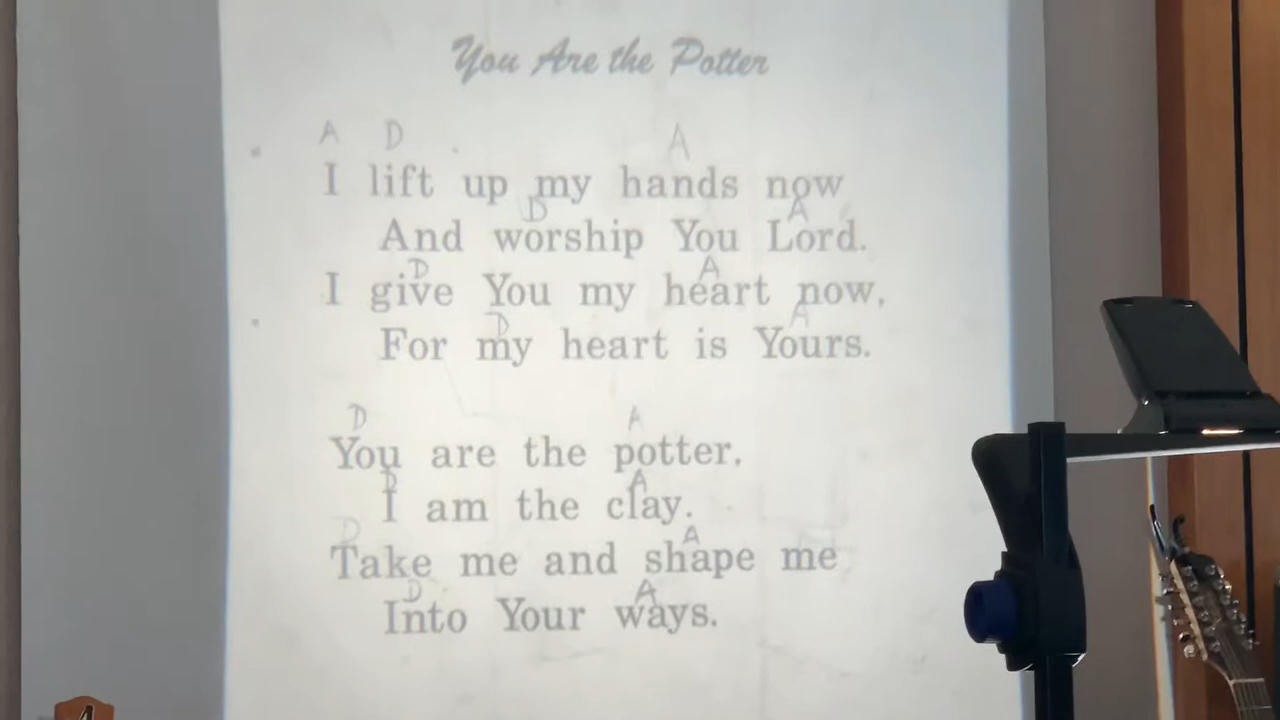 You Are the Potter
A D A
I lift up my hands now
D A
And worship You Lord.
D A
I give You my heart now,
D A
For my heart is Yours.
D A
You are the potter,
D A
I am the clay.
D A
Take me and shape me
D A
Into Your ways.